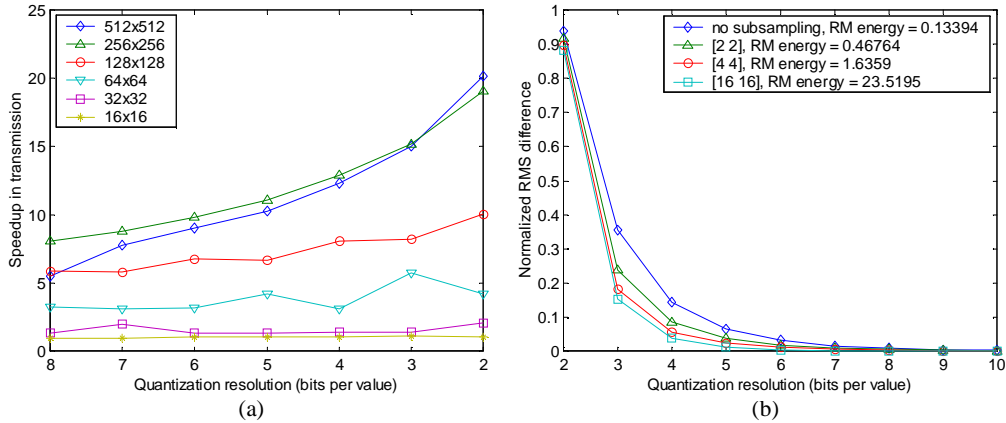 512x512
256x256
128x128
64x64
32x32
16x16
Speedup in transmission
25
20
15
10
5
0
8 7 6 5 4 3 2
Quantization resolution (bits per value)
(a)
no subsampling, RM energy = 0.13394
[2 2], RM energy = 0.46764
[4 4], RM energy = 1.6359
[16 16], RM energy = 23.5195
Normalized RMS difference
1
0.9
0.8
0.7
0.6
0.5
0.4
0.3
0.2
0.1
0
2 3 4 5 6 7 8 9 10
Quantization resolution (bits per value)
(b)